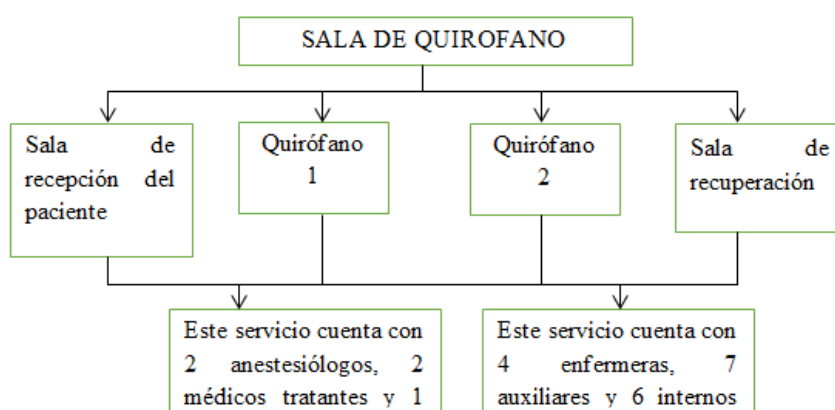 SALA DE QUIROFANO
Sala de
recepción del
paciente
Quirófano
1
Quirófano
2
Sala de
recuperación
Este servicio cuenta con
2 anestesiólogos, 2
médicos tratantes y 1
Este servicio cuenta con
4 enfermeras, 7
auxiliares y 6 internos